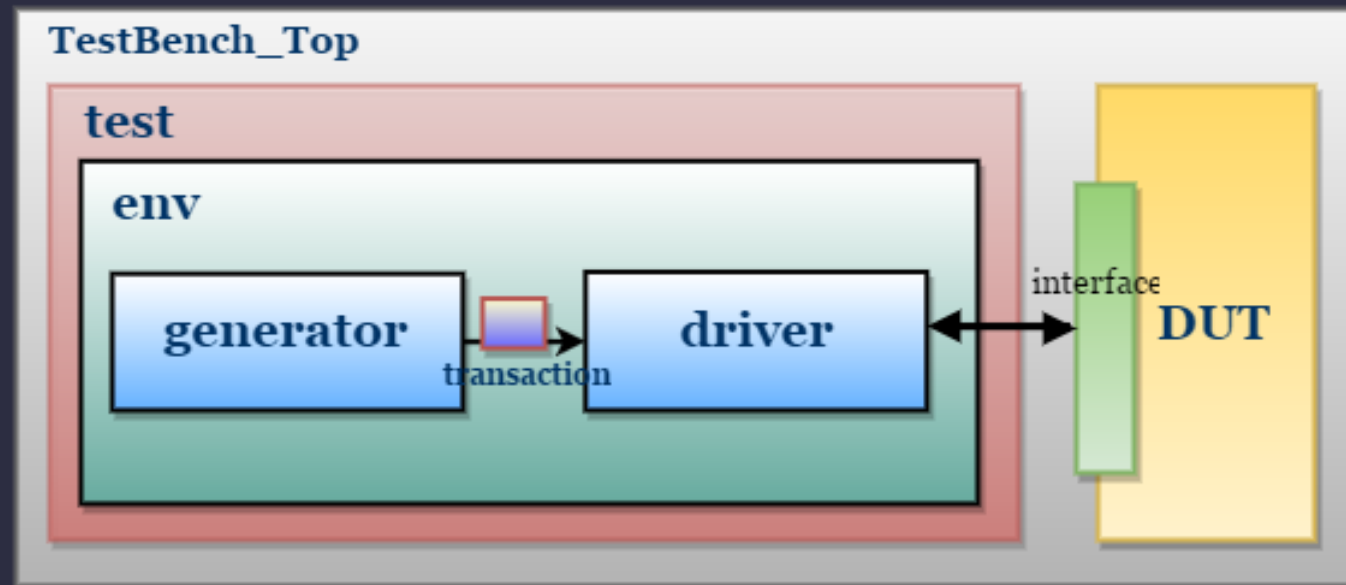 TestBench_Top
test
env
generator
transaction
driver
interface
DUT